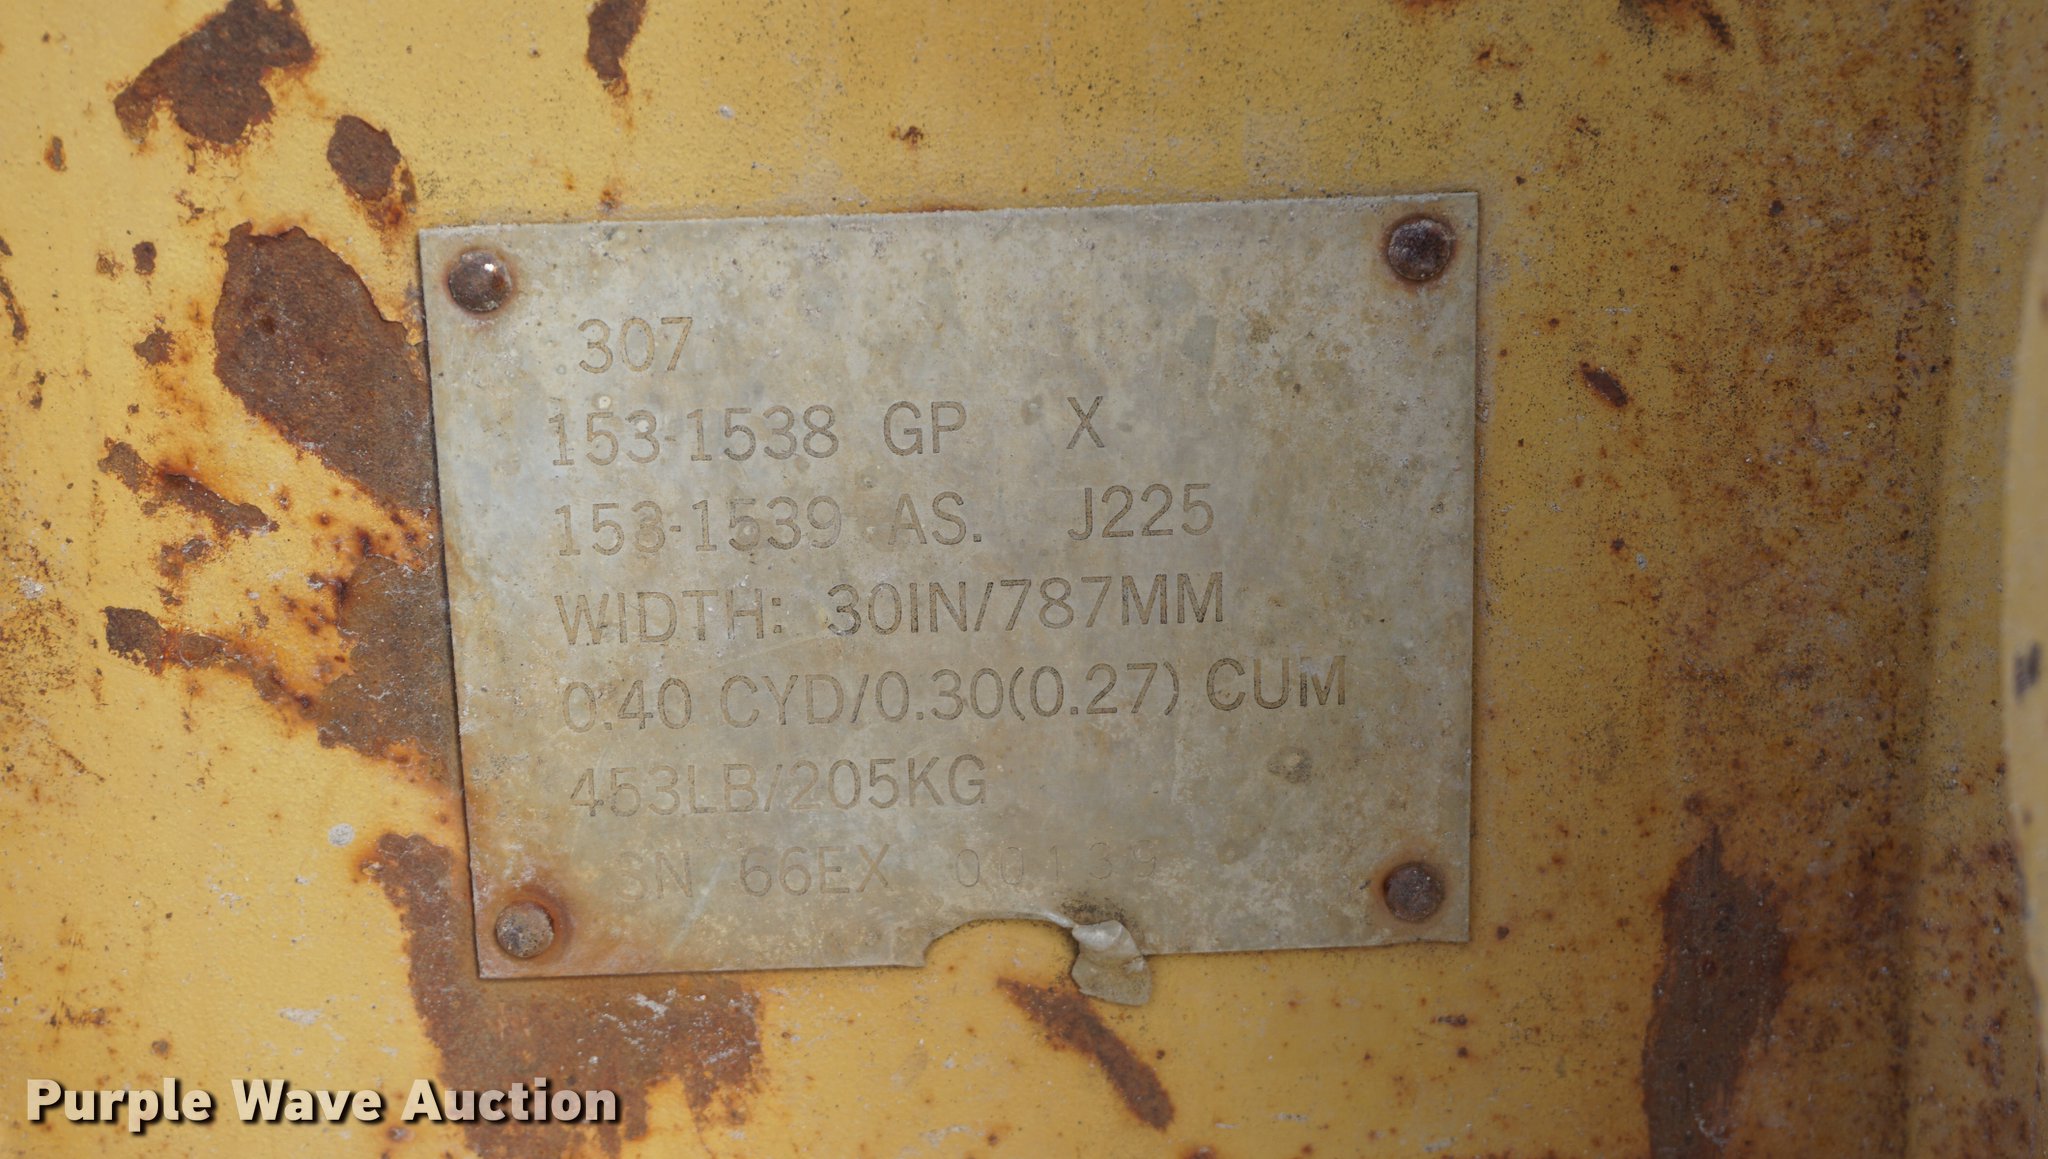 307
153-1538 GP X
153-1539 AS. J225
WIDTH: 30IN/787MM
0.40 CYD/0.30(0.27) CUM
453LB/205KG
SN 66EX 00139
Purple Wave Auction